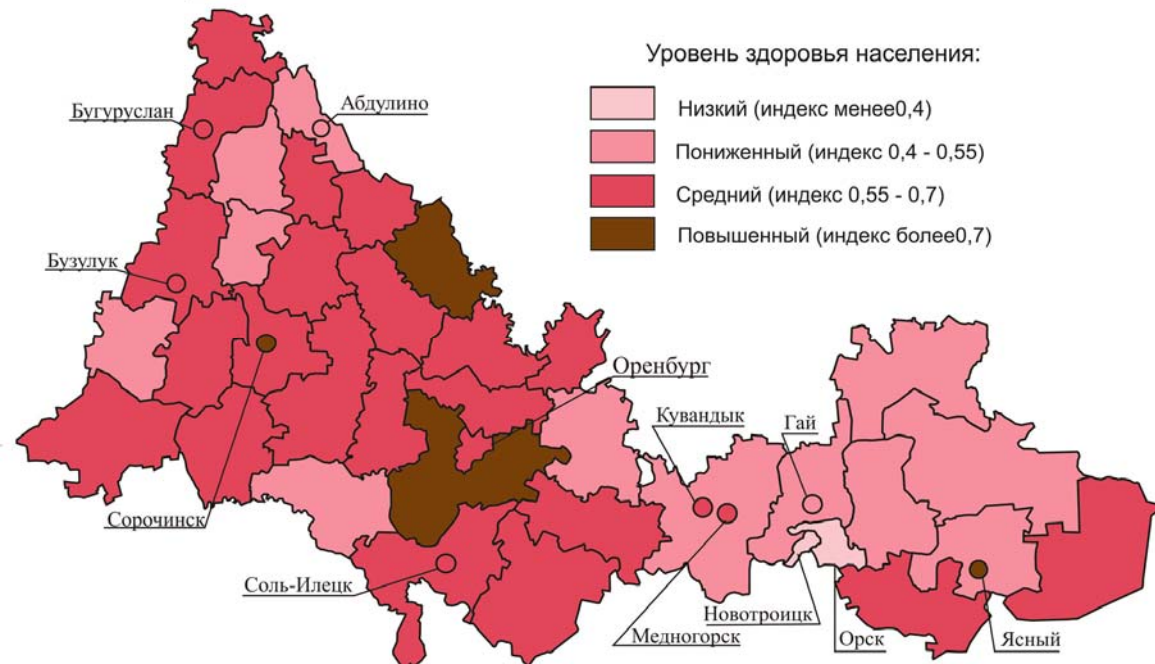 Уровень здоровья населения:
Низкий (индекс менее0,4)
Пониженный (индекс 0,4 - 0,55)
Средний (индекс 0,55 - 0,7)
Повышенный (индекс более0,7)
Бугуруслан
Абдулино
Бузулук
Оренбург
Кувандык
Гай
Сорочинск
Соль-Илецк
Новотроицк
Медногорск
Орск
Ясный